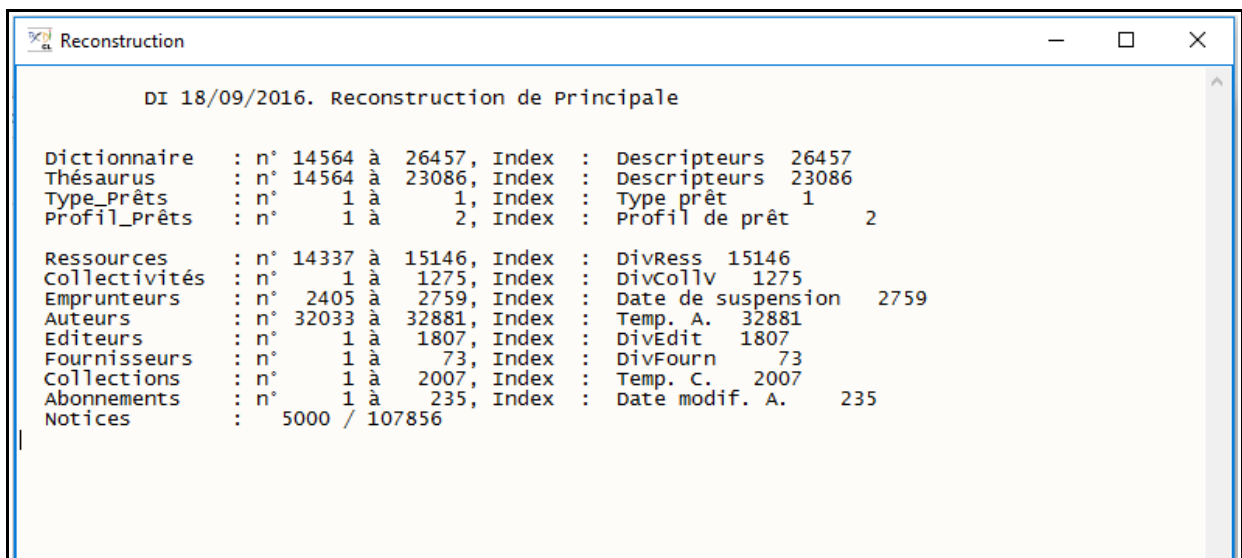 Reconstruction
DI 18/09/2016. Reconstruction de Principale
Dictionnaire : n° 14564 à 26457, Index : Descripteurs 26457
Thésaurus : n° 14564 à 23086, Index : Descripteurs 23086
Type_Prêts : n° 1 à 1, Index : Type prêt 1
Profil_Prêts : n° 1 à 2, Index : Profil de prêt 2
Ressources : n° 14337 à 15146, Index : DivRess 15146
Collectivités : n° 1 à 1275, Index : DivCollV 1275
Emprunteurs : n° 2405 à 2759, Index : Date de suspension 2759
Auteurs : n° 32033 à 32881, Index : Temp. A. 32881
Editeurs : n° 1 à 1807, Index : DivEdit 1807
Fournisseurs : n° 1 à 73, Index : DivFourn 73
Collections : n° 1 à 2007, Index : Temp. C. 2007
Abonnements : n° 1 à 235, Index : Date modif. A. 235
Notices : 5000 / 107856